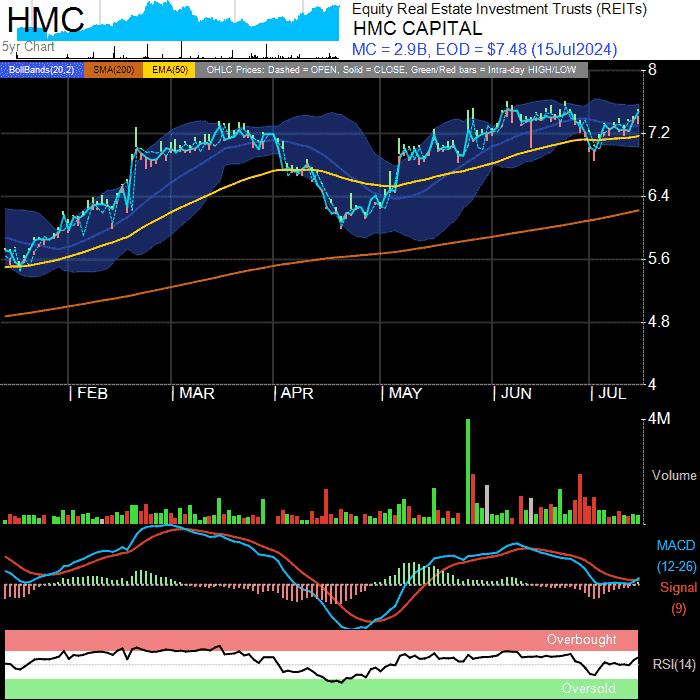 HMC
5yr Chart
Equity Real Estate Investment Trusts (REITs)
HMC CAPITAL
MC = 2.9B, EOD = $7.48 (15Jul2024)
BollBands(20,2) SMA(200) EMA(50) OHLC Prices: Dashed = OPEN, Solid = CLOSE, Green/Red bars = Intra-day HIGH/LOW
8
7.2
6.4
5.6
4.8
4
| FEB | MAR | APR | MAY | JUN | JUL
4M
Volume
MACD
(12-26)
Signal
(9)
Overbought
RSI(14)
Oversold